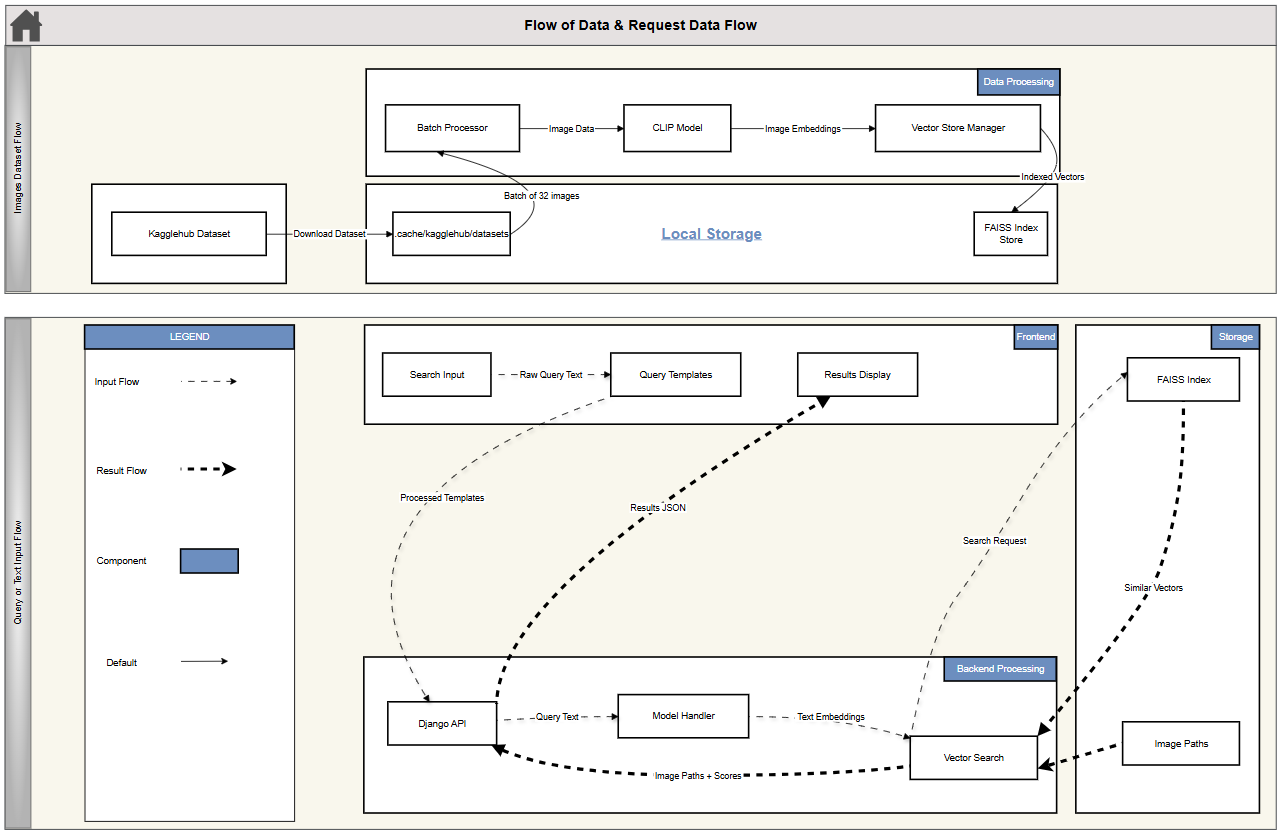 Flow of Data & Request Data Flow
Images Dataset Flow
Data Processing
Batch Processor
Image Data
CLIP Model
Image Embeddings
Vector Store Manager
Indexed Vectors
Batch of 32 images
Kagglehub Dataset
Download Dataset
.cache/kagglehub/datasets
Local Storage
FAISS Index
Store
Query or Text Input Flow
LEGEND
Input Flow
Result Flow
Component
Default
Frontend
Search Input
Raw Query Text
Query Templates
Results Display
Storage
FAISS Index
Processed Templates
Results JSON
Search Request
Similar Vectors
Backend Processing
Django API
Query Text
Model Handler
Text Embeddings
Vector Search
Image Paths
Image Paths + Scores